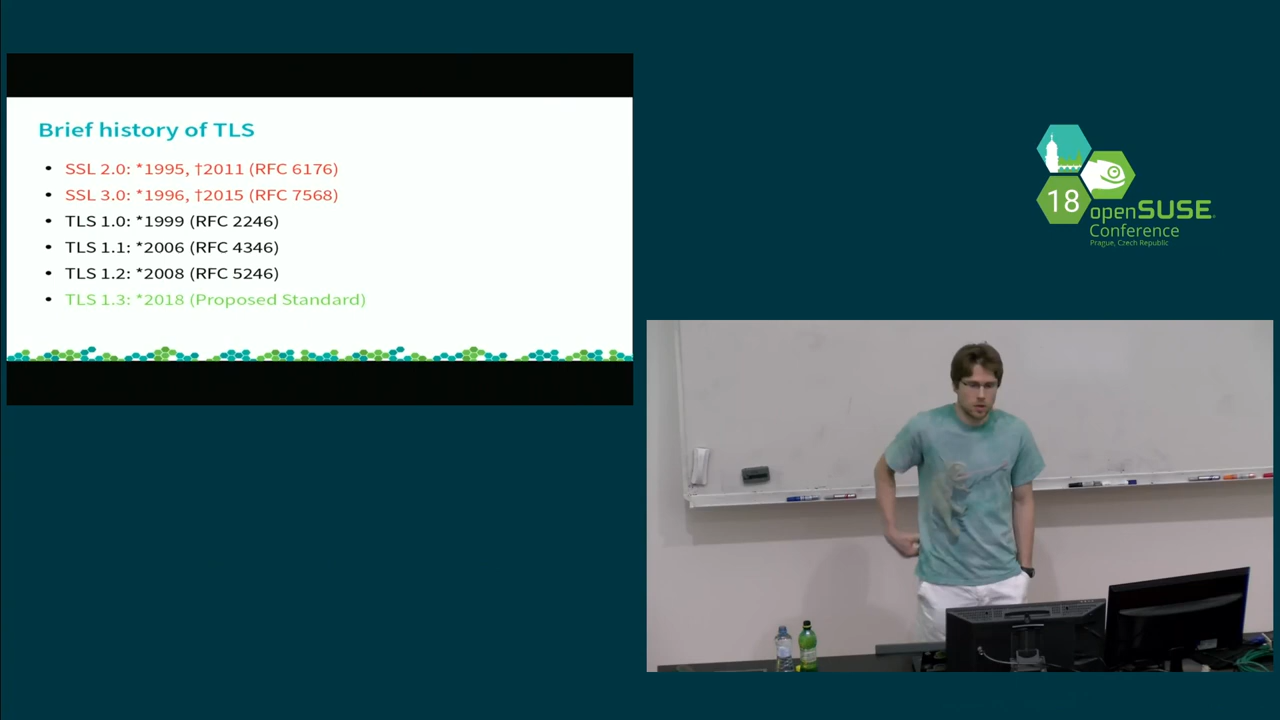 Brief history of TLS
• SSL 2.0: *1995, †2011 (RFC 6176)
• SSL 3.0: *1996, †2015 (RFC 7568)
• TLS 1.0: *1999 (RFC 2246)
• TLS 1.1: *2006 (RFC 4346)
• TLS 1.2: *2008 (RFC 5246)
• TLS 1.3: *2018 (Proposed Standard)
18
openSUSE
Conference
Prague, Czech Republic